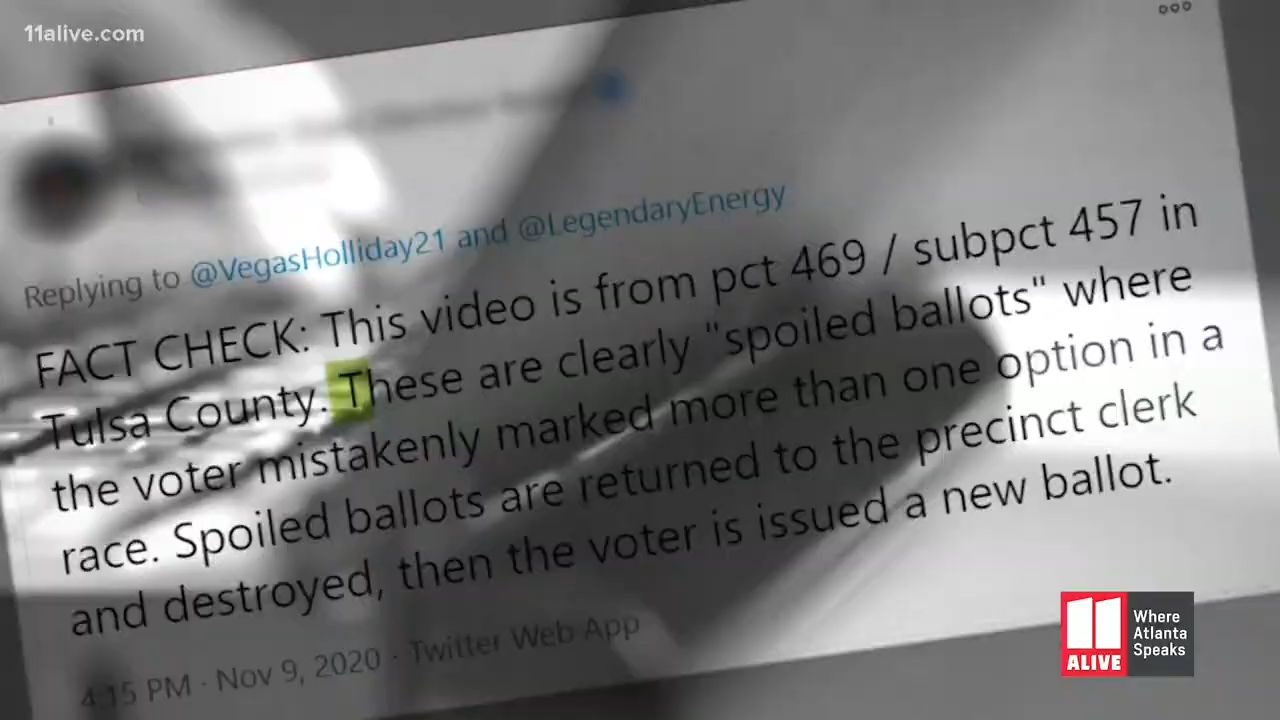 11alive.com
Replying to @VegasHolliday21 and @LegendaryEnergy
FACT CHECK: This video is from pct 469 / subpct 457 in
Tulsa County. These are clearly "spoiled ballots" where
the voter mistakenly marked more than one option in a
race. Spoiled ballots are returned to the precinct clerk
and destroyed, then the voter is issued a new ballot.
4:15 PM · Nov 9, 2020 · Twitter Web App
11
ALIVE
Where
Atlanta
Speaks